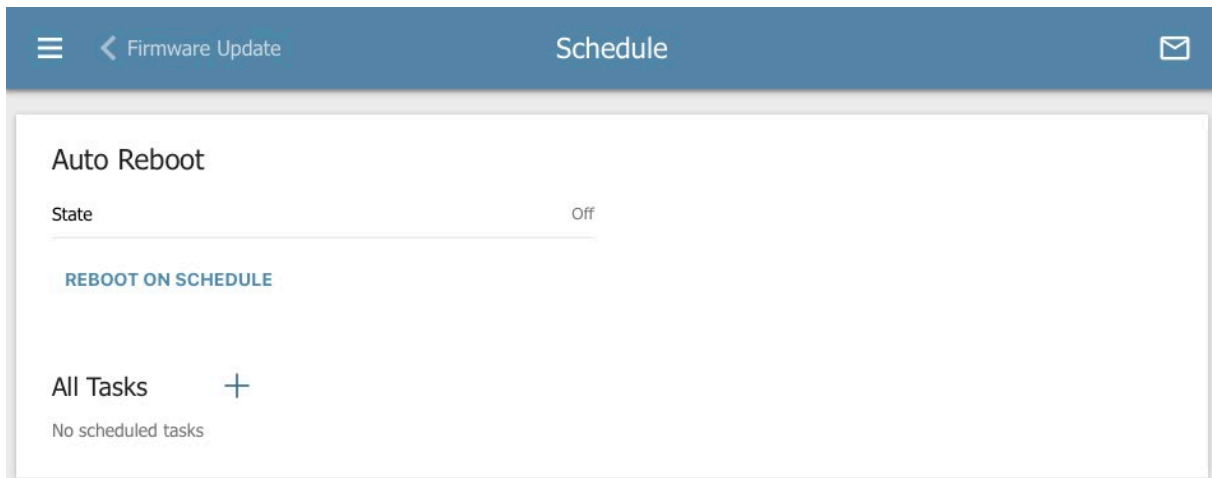 Firmware Update Schedule
Auto Reboot
State Off
REBOOT ON SCHEDULE
All Tasks
No scheduled tasks